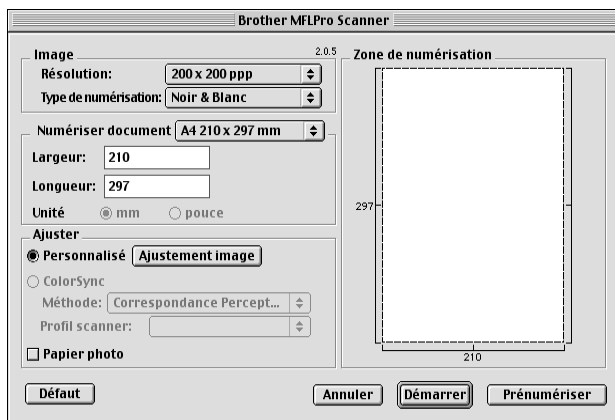 Brother MFLPro Scanner
Image
2.0.5
Résolution: 200 x 200 ppp
Type de numérisation: Noir & Blanc
Numériser document A4 210 x 297 mm
Largeur: 210
Longueur: 297
Unité mm pouce
Ajuster
Personnalisé Ajustement image
ColorSync
Méthode: Correspondance Percept...
Profil scanner:
Papier photo
Zone de numérisation
297
210
Défaut
Annuler
Démarrer
Prénumériser